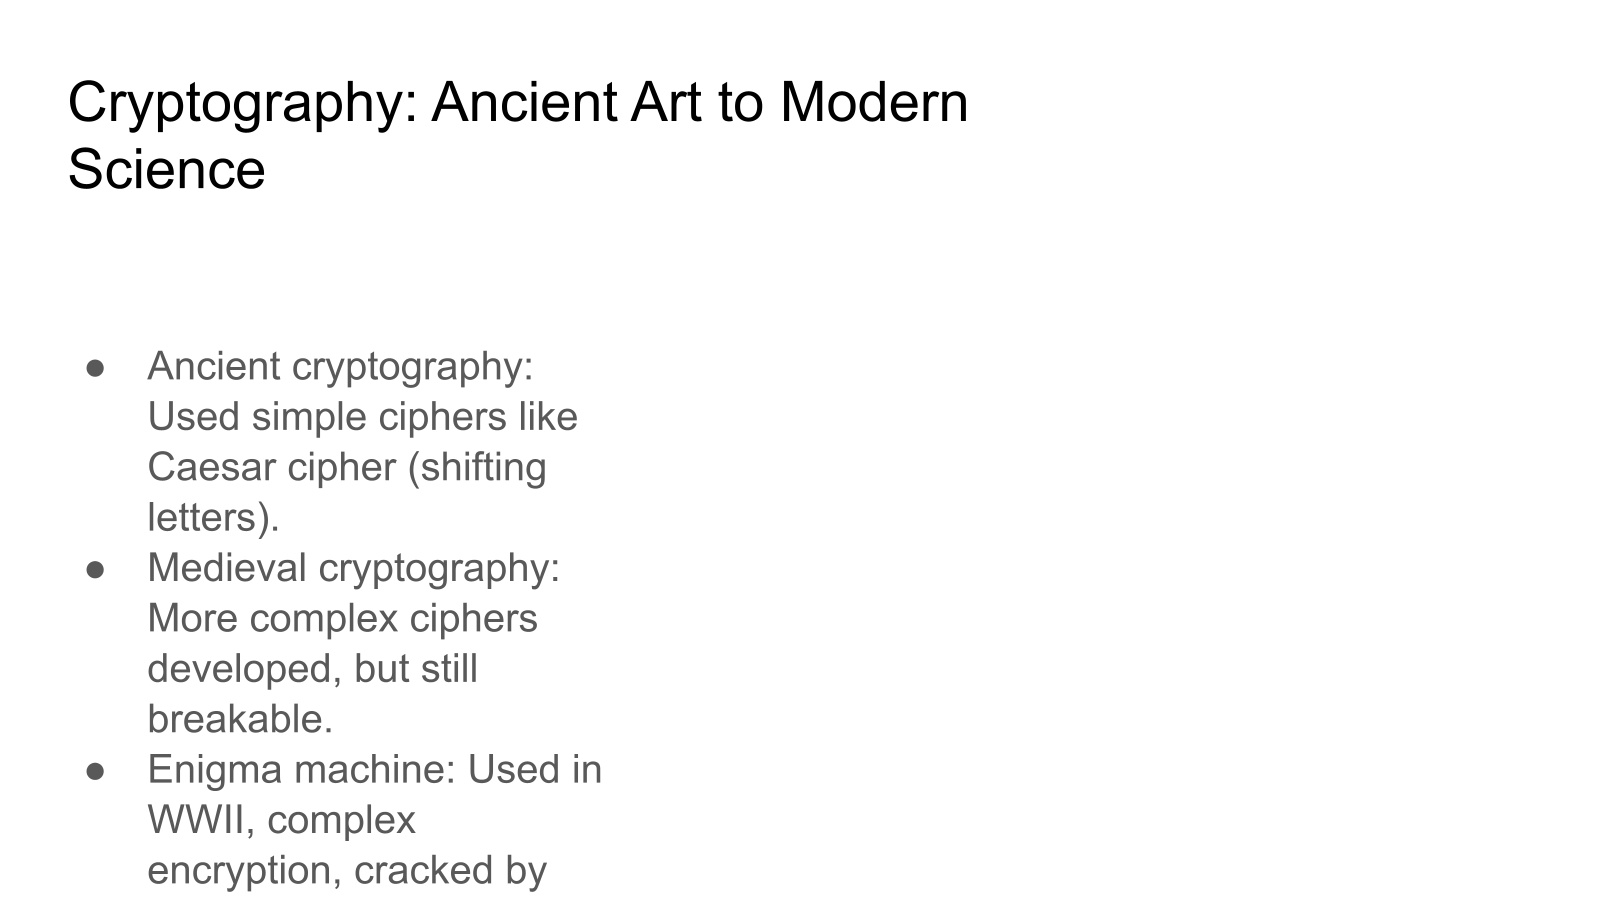 Cryptography: Ancient Art to Modern
Science
● Ancient cryptography:
Used simple ciphers like
Caesar cipher (shifting
letters).
● Medieval cryptography:
More complex ciphers
developed, but still
breakable.
● Enigma machine: Used in
WWII, complex
encryption, cracked by